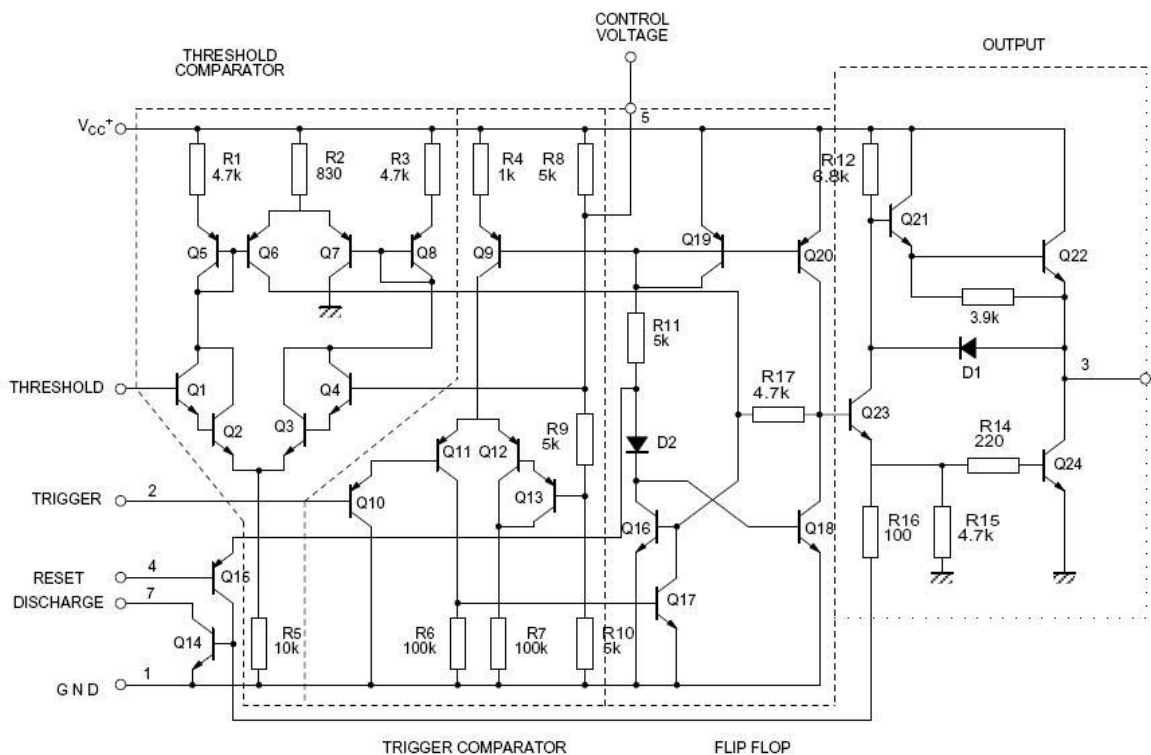 CONTROL
VOLTAGE
OUTPUT
THRESHOLD
COMPARATOR
5
VCC+
R1
4.7k
R2
830
R3
4.7k
R4
1k
R8
5k
R12
6.8k
Q21
Q5
Q6
Q7
Q8
Q9
Q19
Q20
Q22
3.9k
R11
5k
D1
3
THRESHOLD
Q1
Q4
R17
4.7k
Q23
Q2
Q3
R9
5k
D2
R14
220
Q11
Q12
Q24
TRIGGER
2
Q10
Q13
Q16
Q18
R16
100
R15
4.7k
RESET
4
Q15
DISCHARGE
7
Q17
Q14
R5
10k
R6
100k
R7
100k
R10
5k
GND
1
TRIGGER COMPARATOR
FLIP FLOP